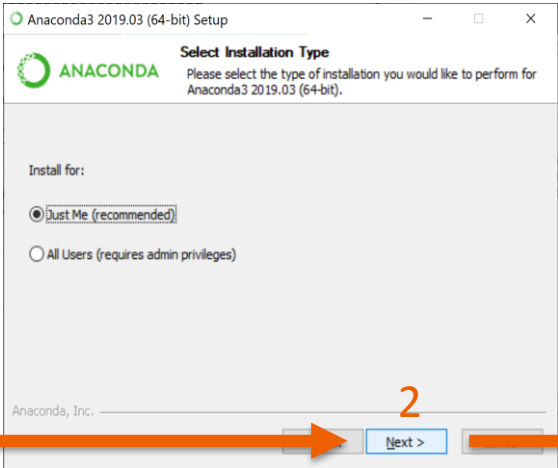 Anaconda3 2019.03 (64-bit) Setup
ANACONDA
Select Installation Type
Please select the type of installation you would like to perform for
Anaconda3 2019.03 (64-bit).
Install for:
Just Me (recommended)
All Users (requires admin privileges)
Anaconda, Inc.
2
Next >